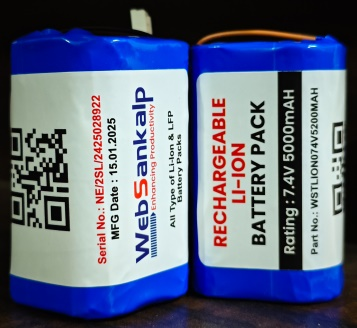 Serial No.: NE/2SL/2425028922
MFG Date : 15.01.2025
WebSankalp
Enhancing Productivity
All Type of Li-Ion & LFP
Battery Packs
RECHARGEABLE
LI-ION
BATTERY PACK
Rating : 7.4V 5000mAH
Part No.: WSTLION074V5200MAH